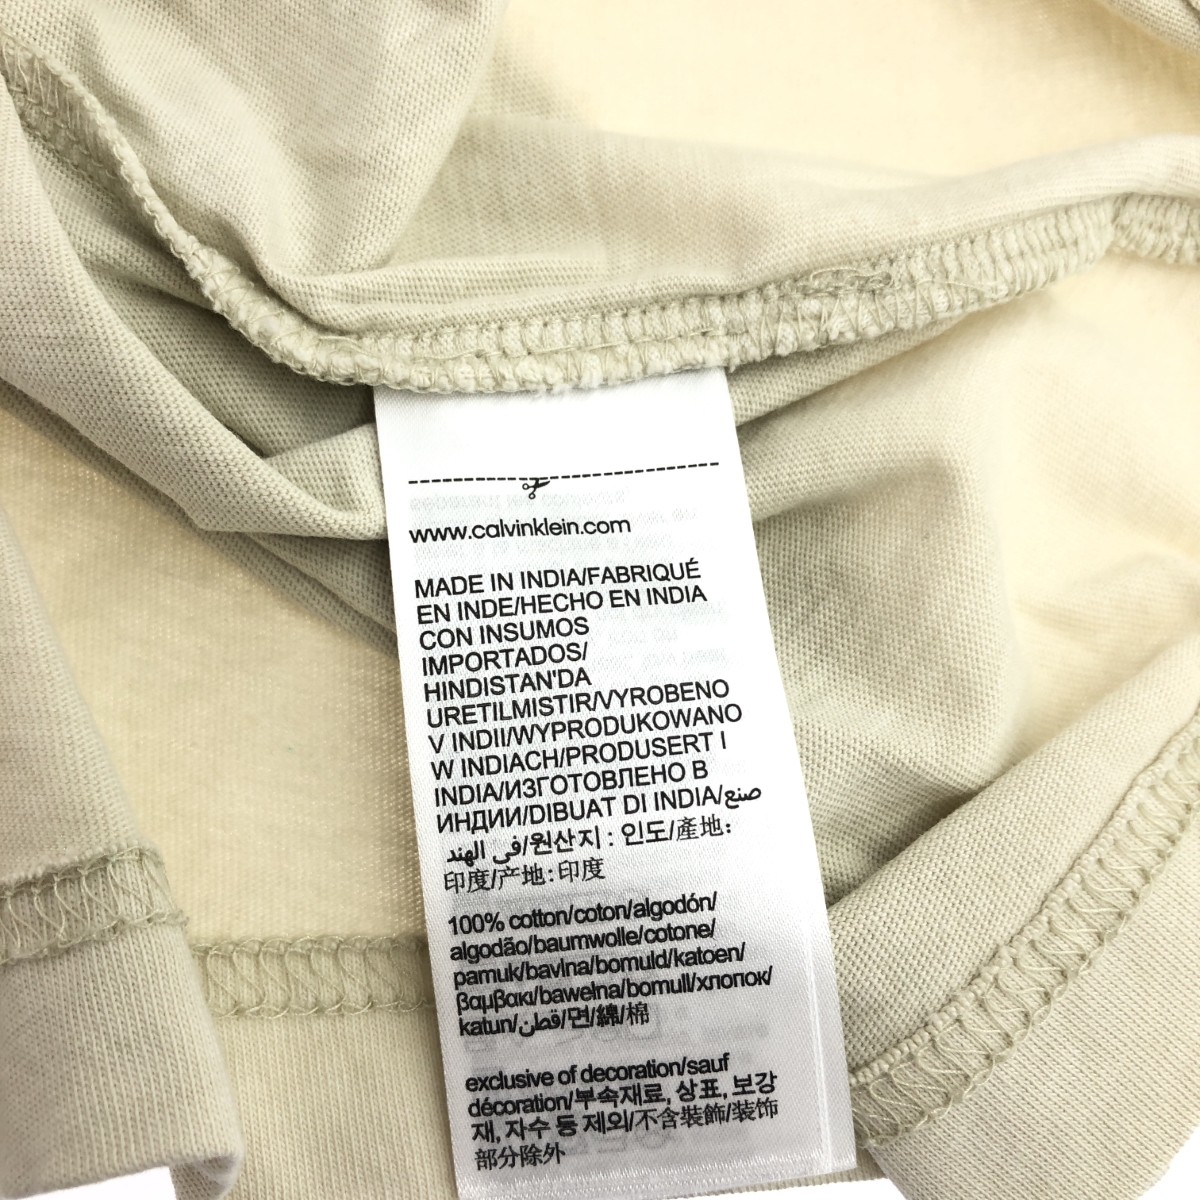 www.calvinklein.com
MADE IN INDIA/FABRIQUÉ
EN INDE/HECHO EN INDIA
CON INSUMOS
IMPORTADOS/
HINDISTAN'DA
URETILMISTIR/VYROBENO
V INDII/WYPRODUKOWANO
W INDIACH/PRODUSERT I
INDIA/ИЗГОТОВЛЕНО В
ИНДИИ/DIBUAT DI INDIA/صنع
في الهند/원산지 : 인도/產地:
印度/产地:印度
100% cotton/coton/algodón/
algodão/baumwolle/cotone/
pamuk/bavlna/bomuld/katoen/
βαμβακι/bawełna/bomull/хлопок/
katun/قطن/면/綿/棉
exclusive of decoration/sauf
décoration/부속재료, 상표, 보강
재, 자수 등 제외/不含裝飾/装饰
部分除外